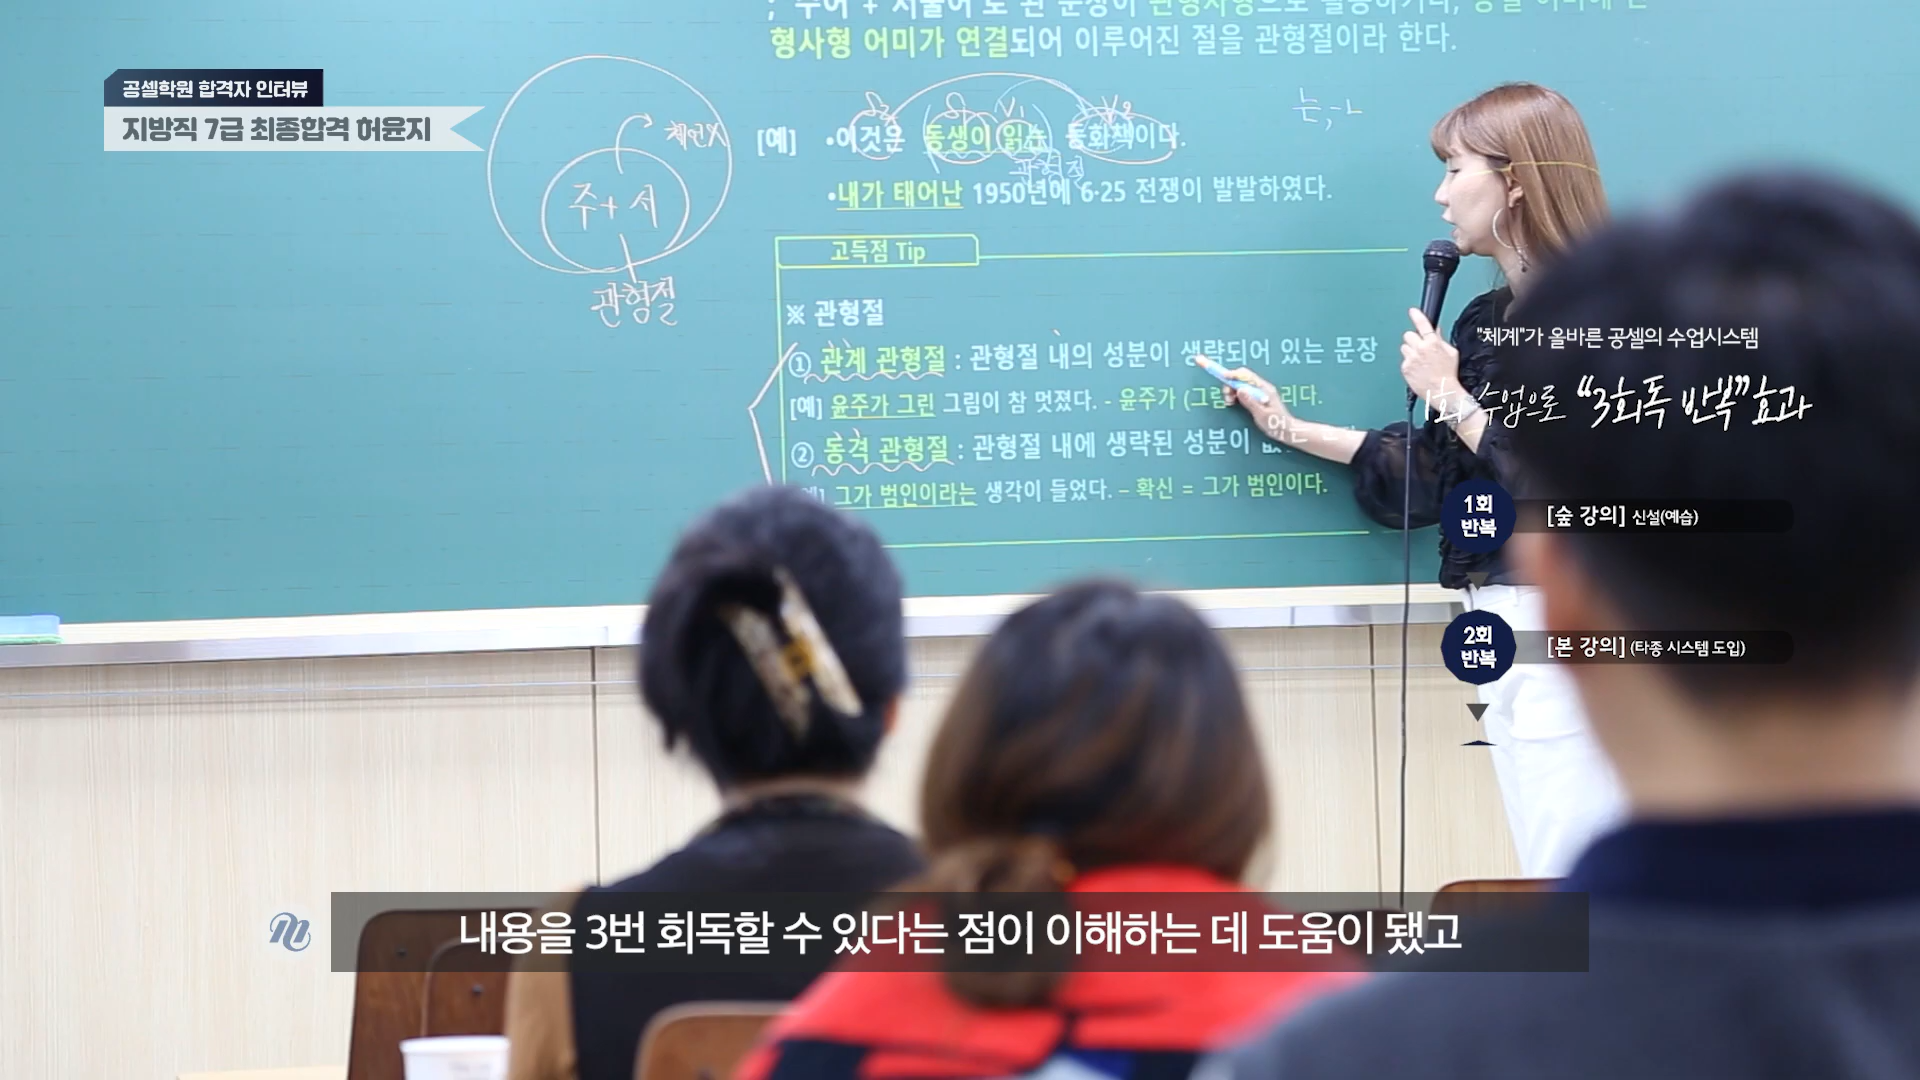 형사형 어미가 연결되어 이루어진 절을 관형절이라 한다.
공셀학원 합격자 인터뷰
지방직 7급 최종합격 허윤지
는, -ㄴ
체언X
[예] •이것은 동생이 읽는 동화책이다.
관형절
주+서
•내가 태어난 1950년에 6·25 전쟁이 발발하였다.
관형절
고득점 Tip
※ 관형절
① 관계 관형절 : 관형절 내의 성분이 생략되어 있는 문장
"체계"가 올바른 공셀의 수업시스템
[예] 윤주가 그린 그림이 참 멋졌다. - 윤주가 (그림
1회 수업으로 “3회독 반복”효과
② 동격 관형절 : 관형절 내에 생략된 성분이 없는
그가 범인이라는 생각이 들었다. – 확신 = 그가 범인이다.
1회 반복
[숲 강의] 신설(예습)
2회 반복
[본 강의] (타종 시스템 도입)
내용을 3번 회독할 수 있다는 점이 이해하는 데 도움이 됐고